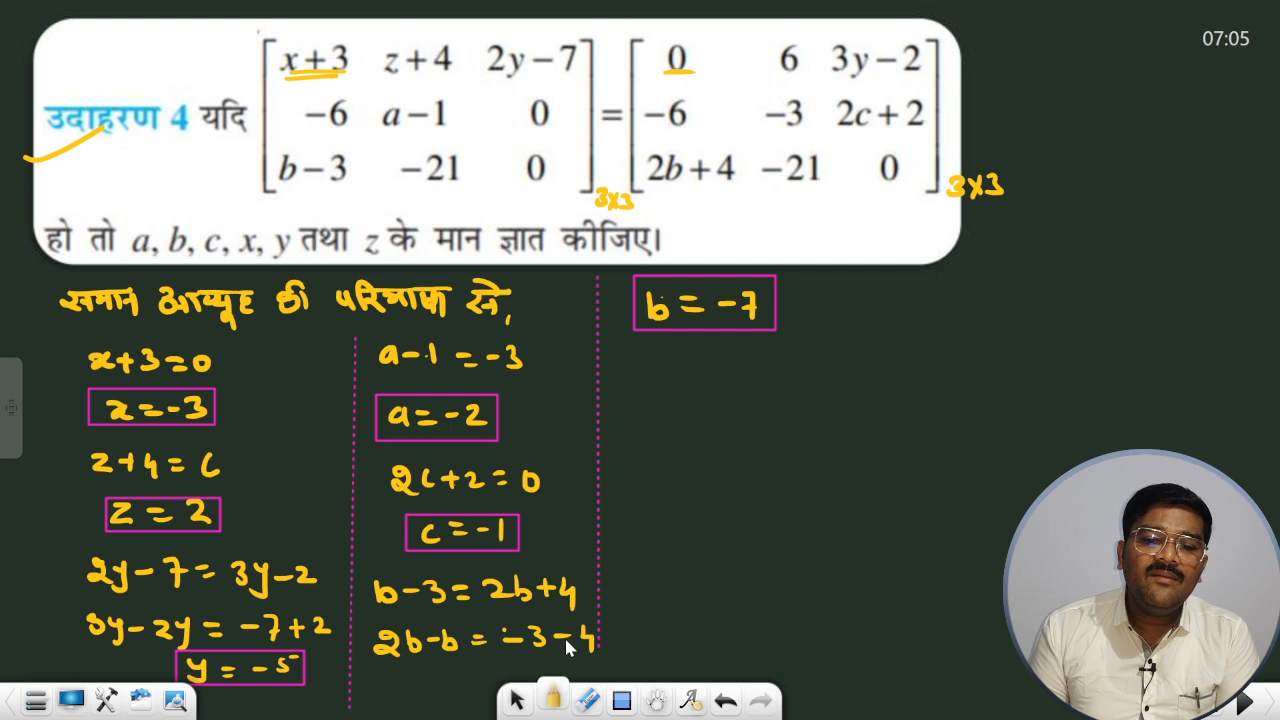 07:05
उदाहरण 4 यदि [x+3 z+4 2y−7; −6 a−1 0; b−3 −21 0] 3x3 = [0 6 3y−2; −6 −3 2c+2; 2b+4 −21 0] 3x3
हो तो a, b, c, x, y तथा z के मान ज्ञात कीजिए।
समान आव्यूह की परिभाषा से,
x+3=0
x=-3
z+4=6
z=2
2y-7=3y-2
3y-2y=-7+2
y=-5
a-1=-3
a=-2
2c+2=0
c=-1
b-3=2b+4
2b-b=-3-4
b=-7